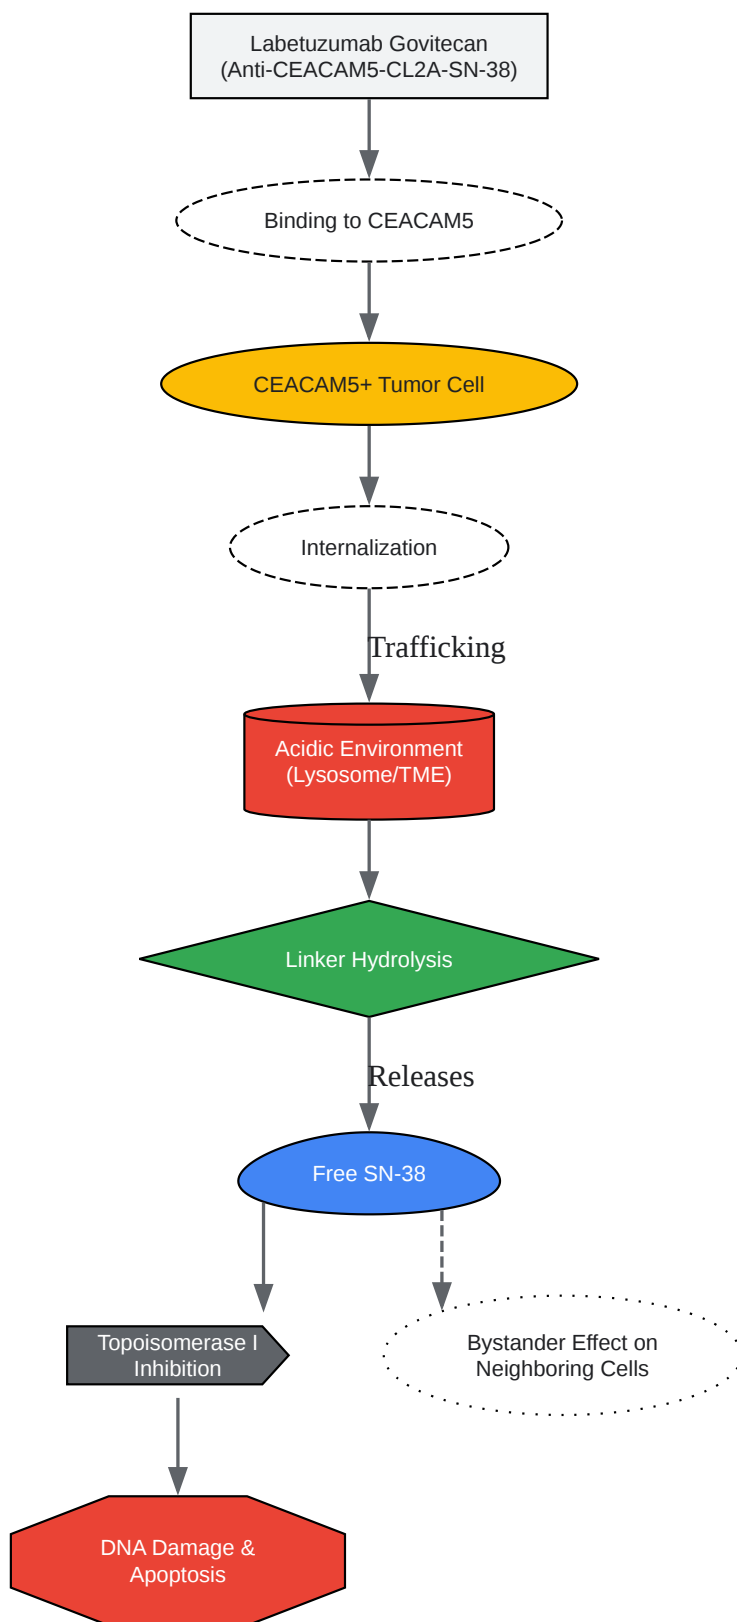 Labetuzumab Govitecan
(Anti-CEACAM5-CL2A-SN-38)
Binding to CEACAM5
CEACAM5+ Tumor Cell
Internalization
Trafficking
Acidic Environment
(Lysosome/TME)
Linker Hydrolysis
Releases
Free SN-38
Topoisomerase I
Inhibition
Bystander Effect on
Neighboring Cells
DNA Damage &
Apoptosis